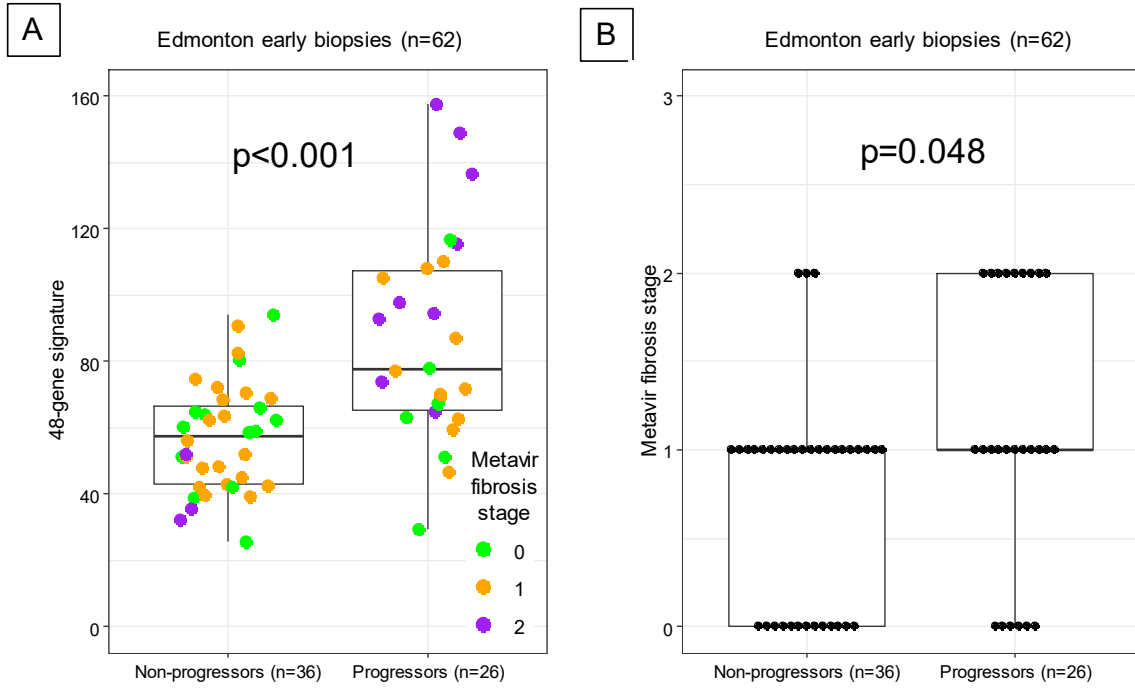 A
Edmonton early biopsies (n=62)
160
120
80
40
0
48-gene signature
p<0.001
Metavir
fibrosis
stage
0
1
2
Non-progressors (n=36)
Progressors (n=26)
B
Edmonton early biopsies (n=62)
3
2
1
0
Metavir fibrosis stage
p=0.048
Non-progressors (n=36)
Progressors (n=26)